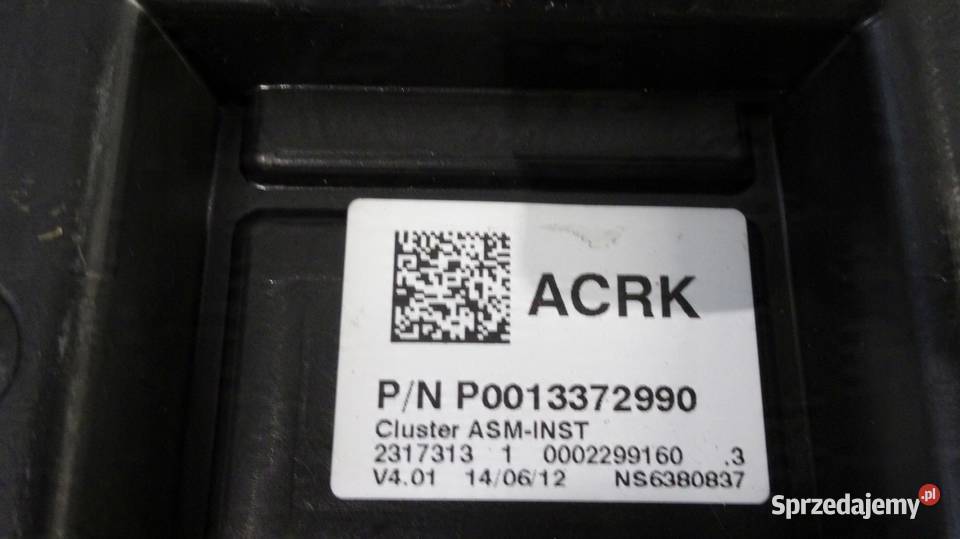 ACRK
P/N P0013372990
Cluster ASM-INST
2317313 1 0002299160 .3
V4.01 14/06/12 NS6380837
Sprzedajemy.pl